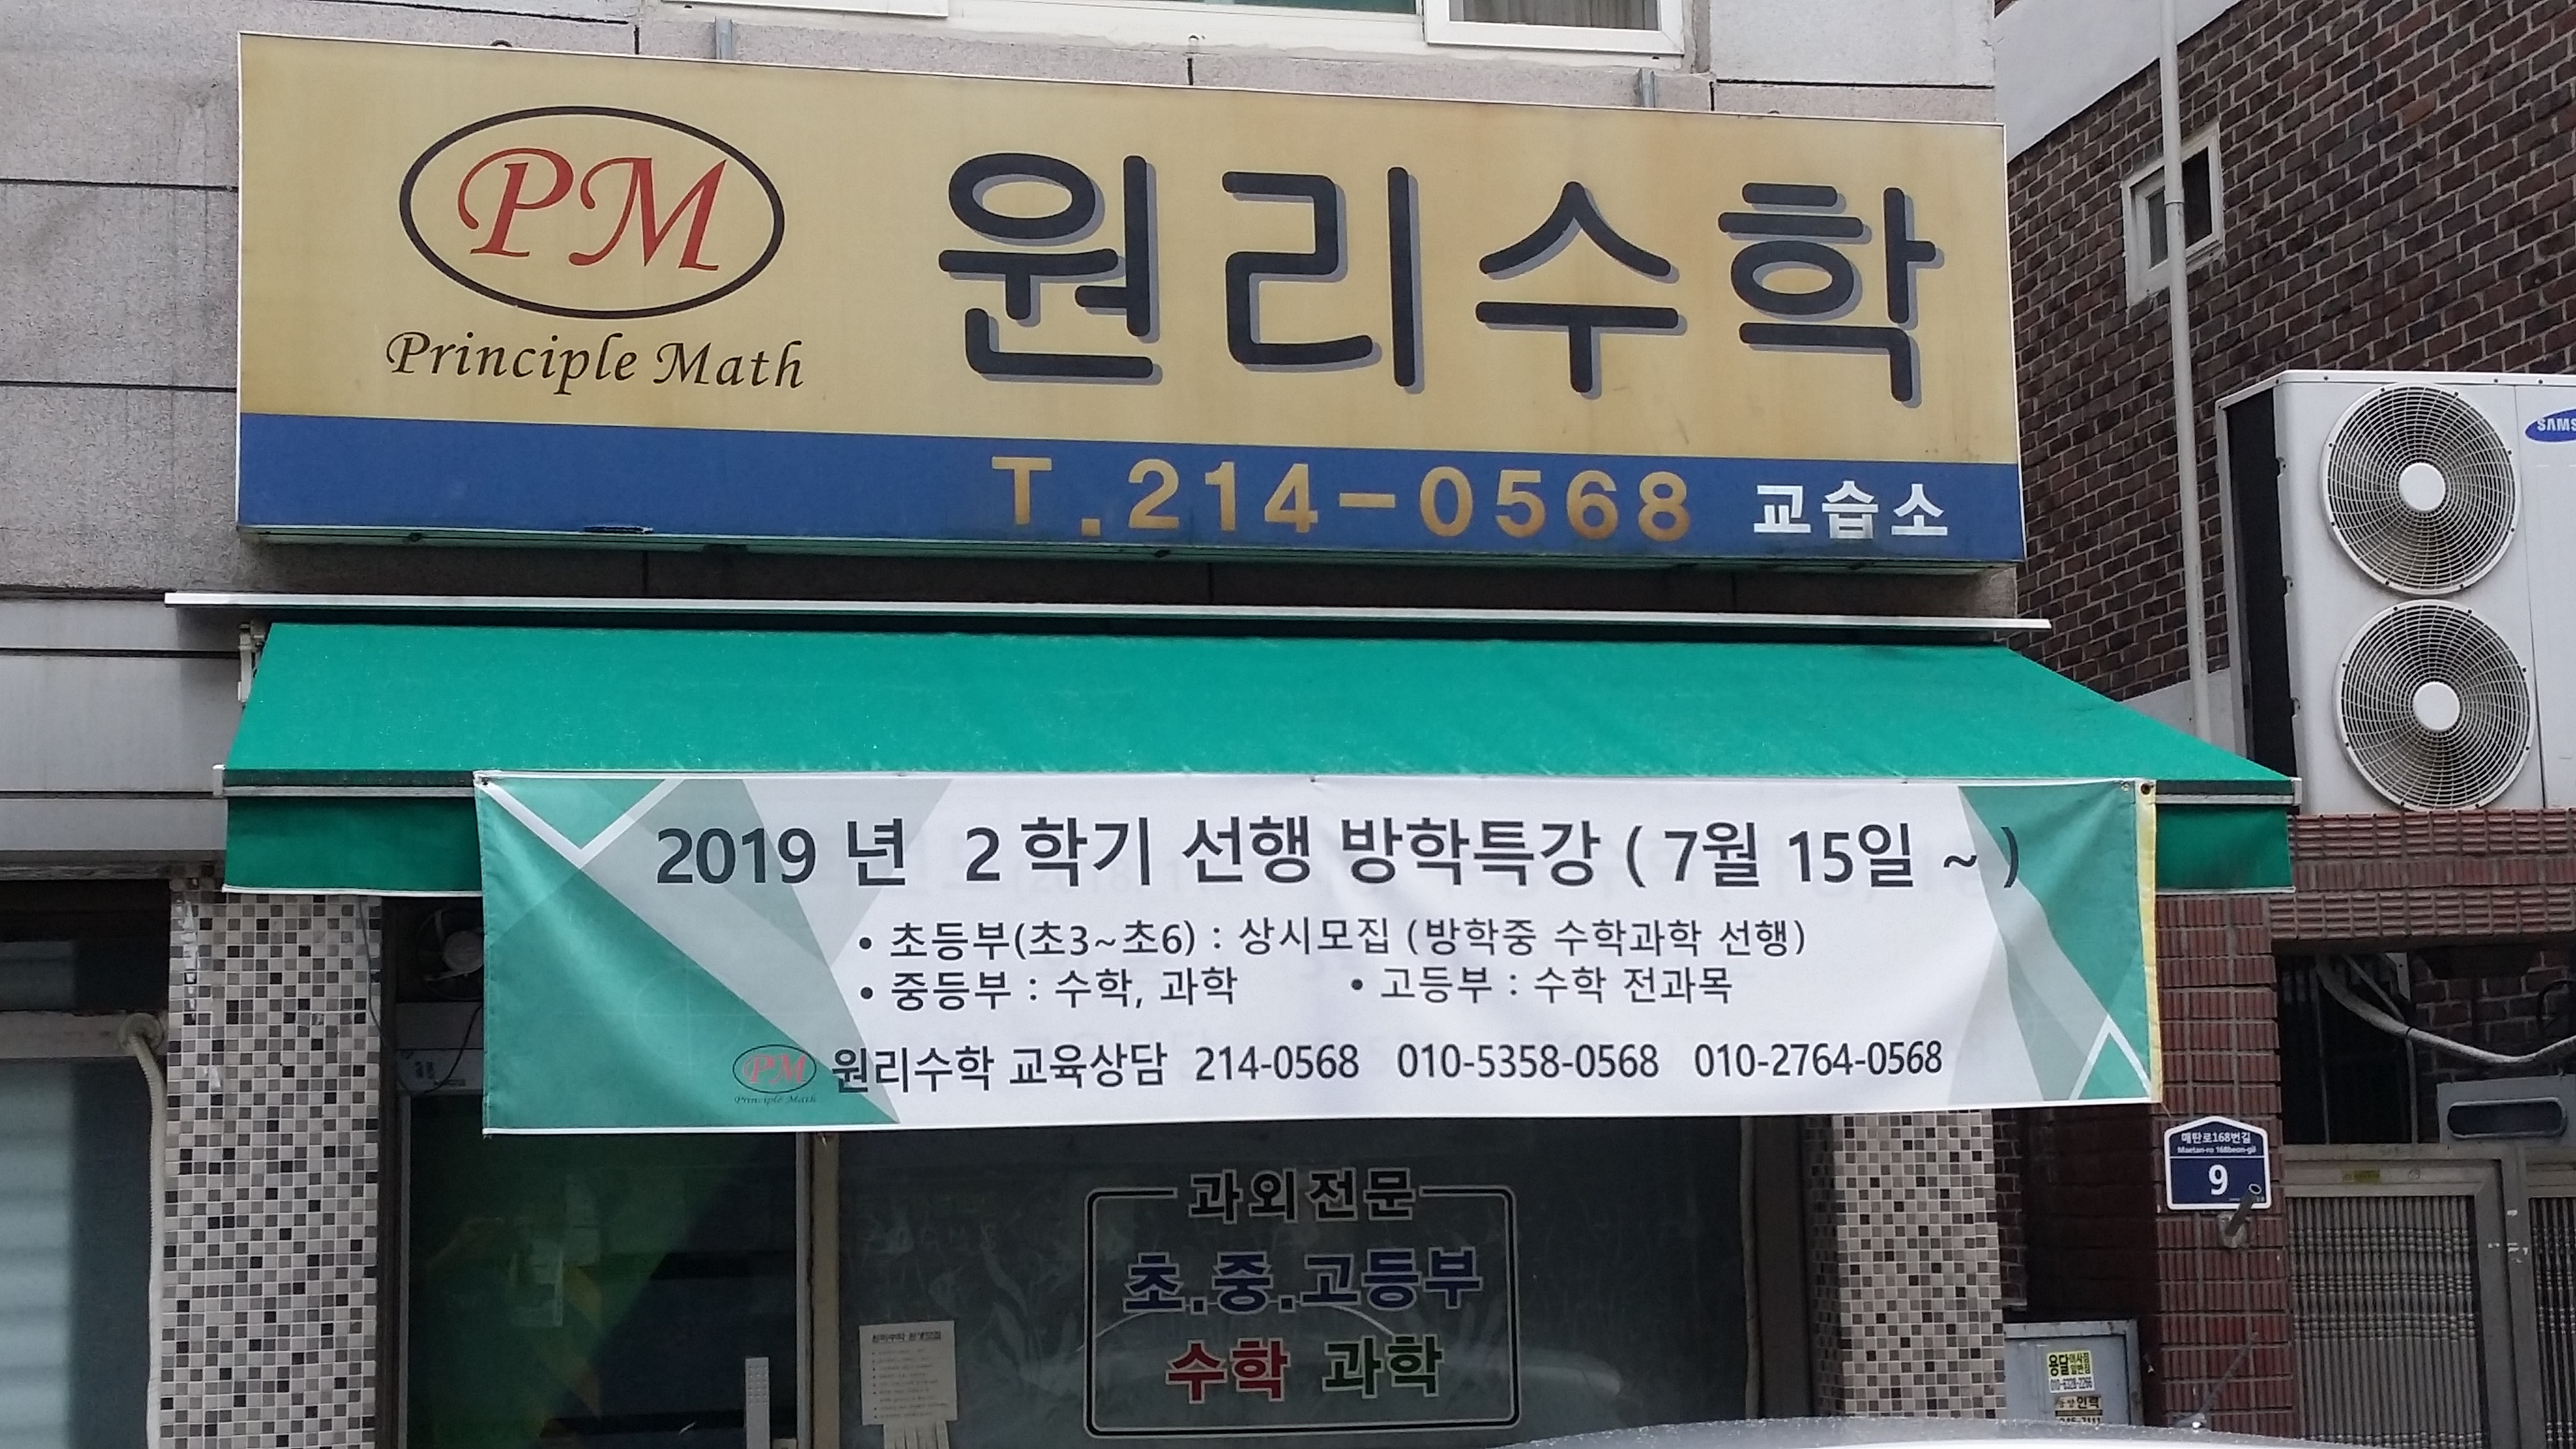 PM
Principle Math
원리수학
T.214-0568 교습소
SAMS
2019 년 2 학기 선행 방학특강 ( 7월 15일 ~ )
• 초등부(초3~초6) : 상시모집 (방학중 수학과학 선행)
• 중등부 : 수학, 과학 • 고등부 : 수학 전과목
PM
Principle Math
원리수학 교육상담 214-0568 010-5358-0568 010-2764-0568
매탄로168번길
Maetan-ro 168beon-gil
9
과외전문
초.중.고등부
수학 과학
용달